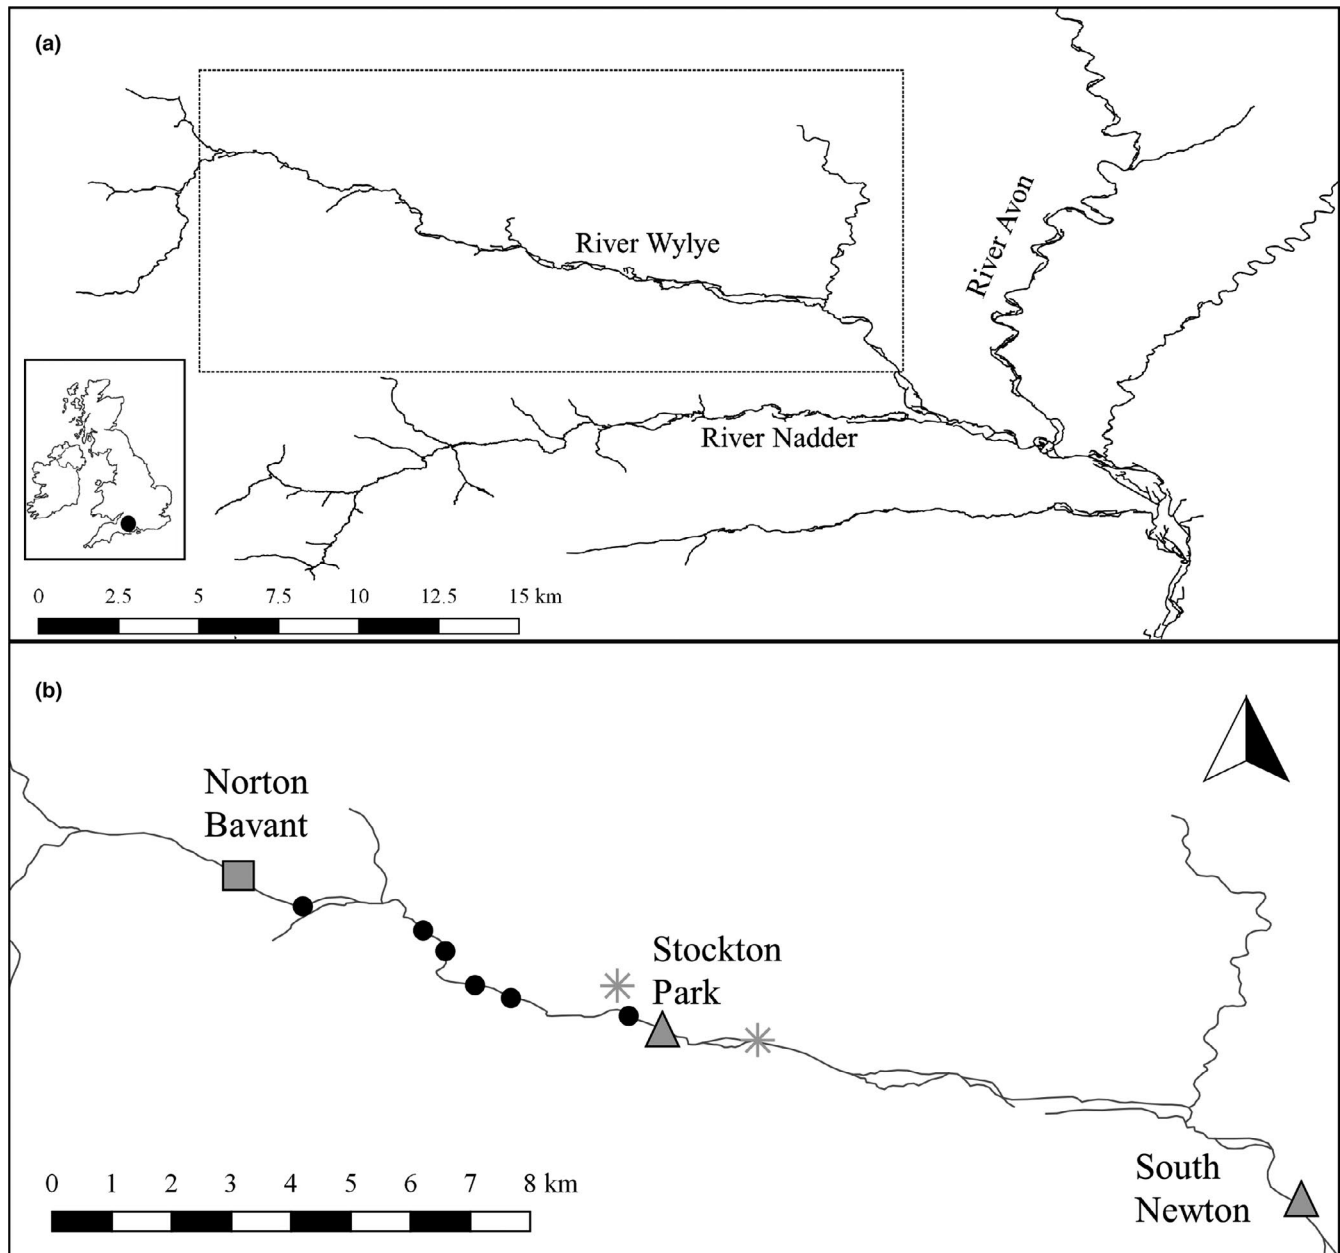 (a)
River Wylye
River Avon
River Nadder
0 2.5 5 7.5 10 12.5 15 km
(b)
Norton
Bavant
Stockton
Park
South
Newton
0 1 2 3 4 5 6 7 8 km